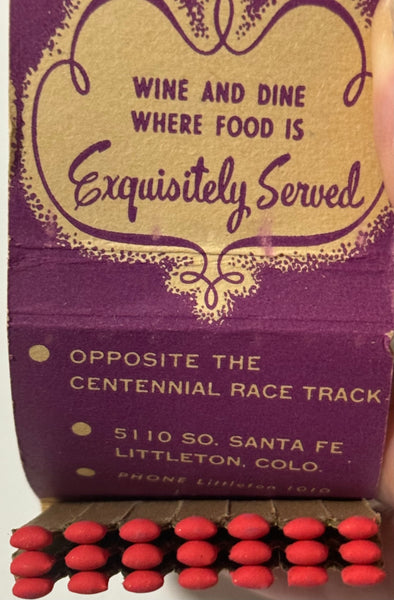 WINE AND DINE
WHERE FOOD IS
Exquisitely Served
OPPOSITE THE
CENTENNIAL RACE TRACK
5110 SO. SANTA FE
LITTLETON, COLO.
PHONE Littleton